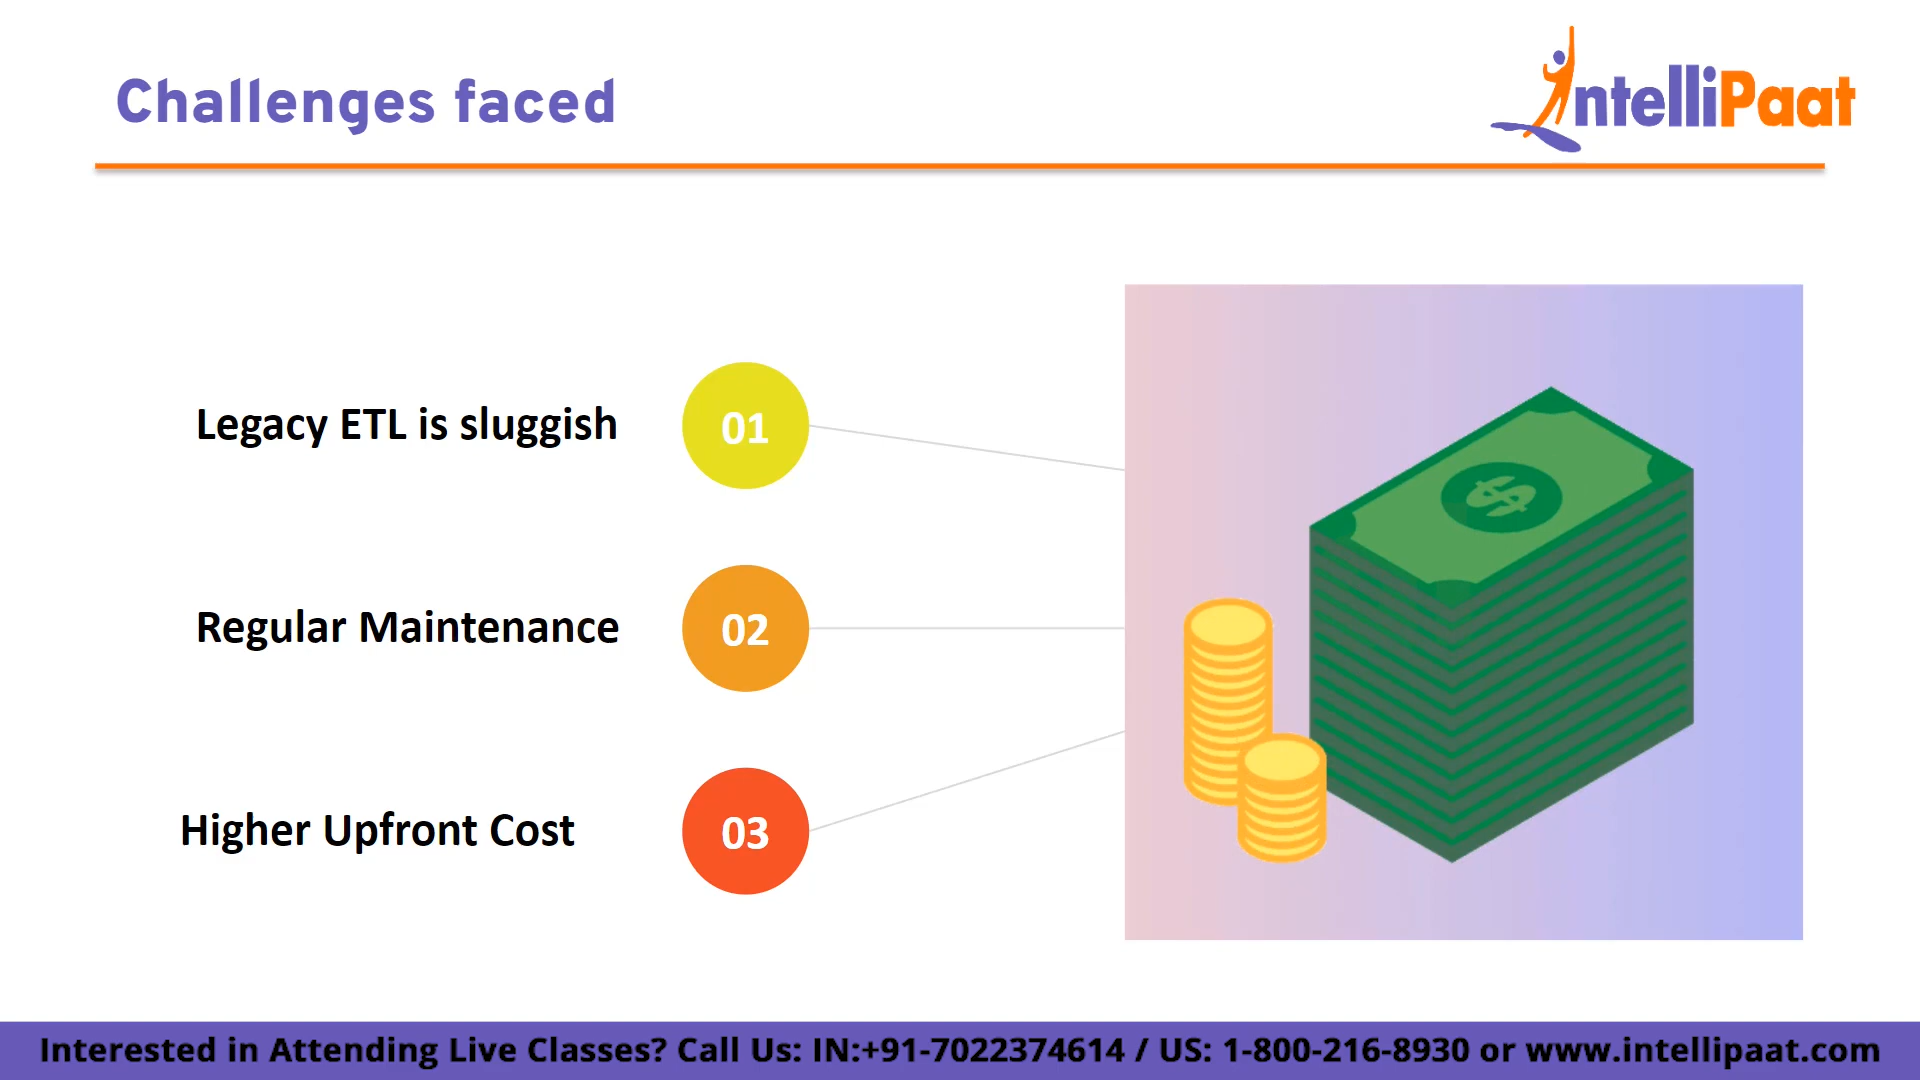 Challenges faced
IntelliPaat
Legacy ETL is sluggish
01
Regular Maintenance
02
Higher Upfront Cost
03
$
Interested in Attending Live Classes? Call Us: IN:+91-7022374614 / US: 1-800-216-8930 or www.intellipaat.com